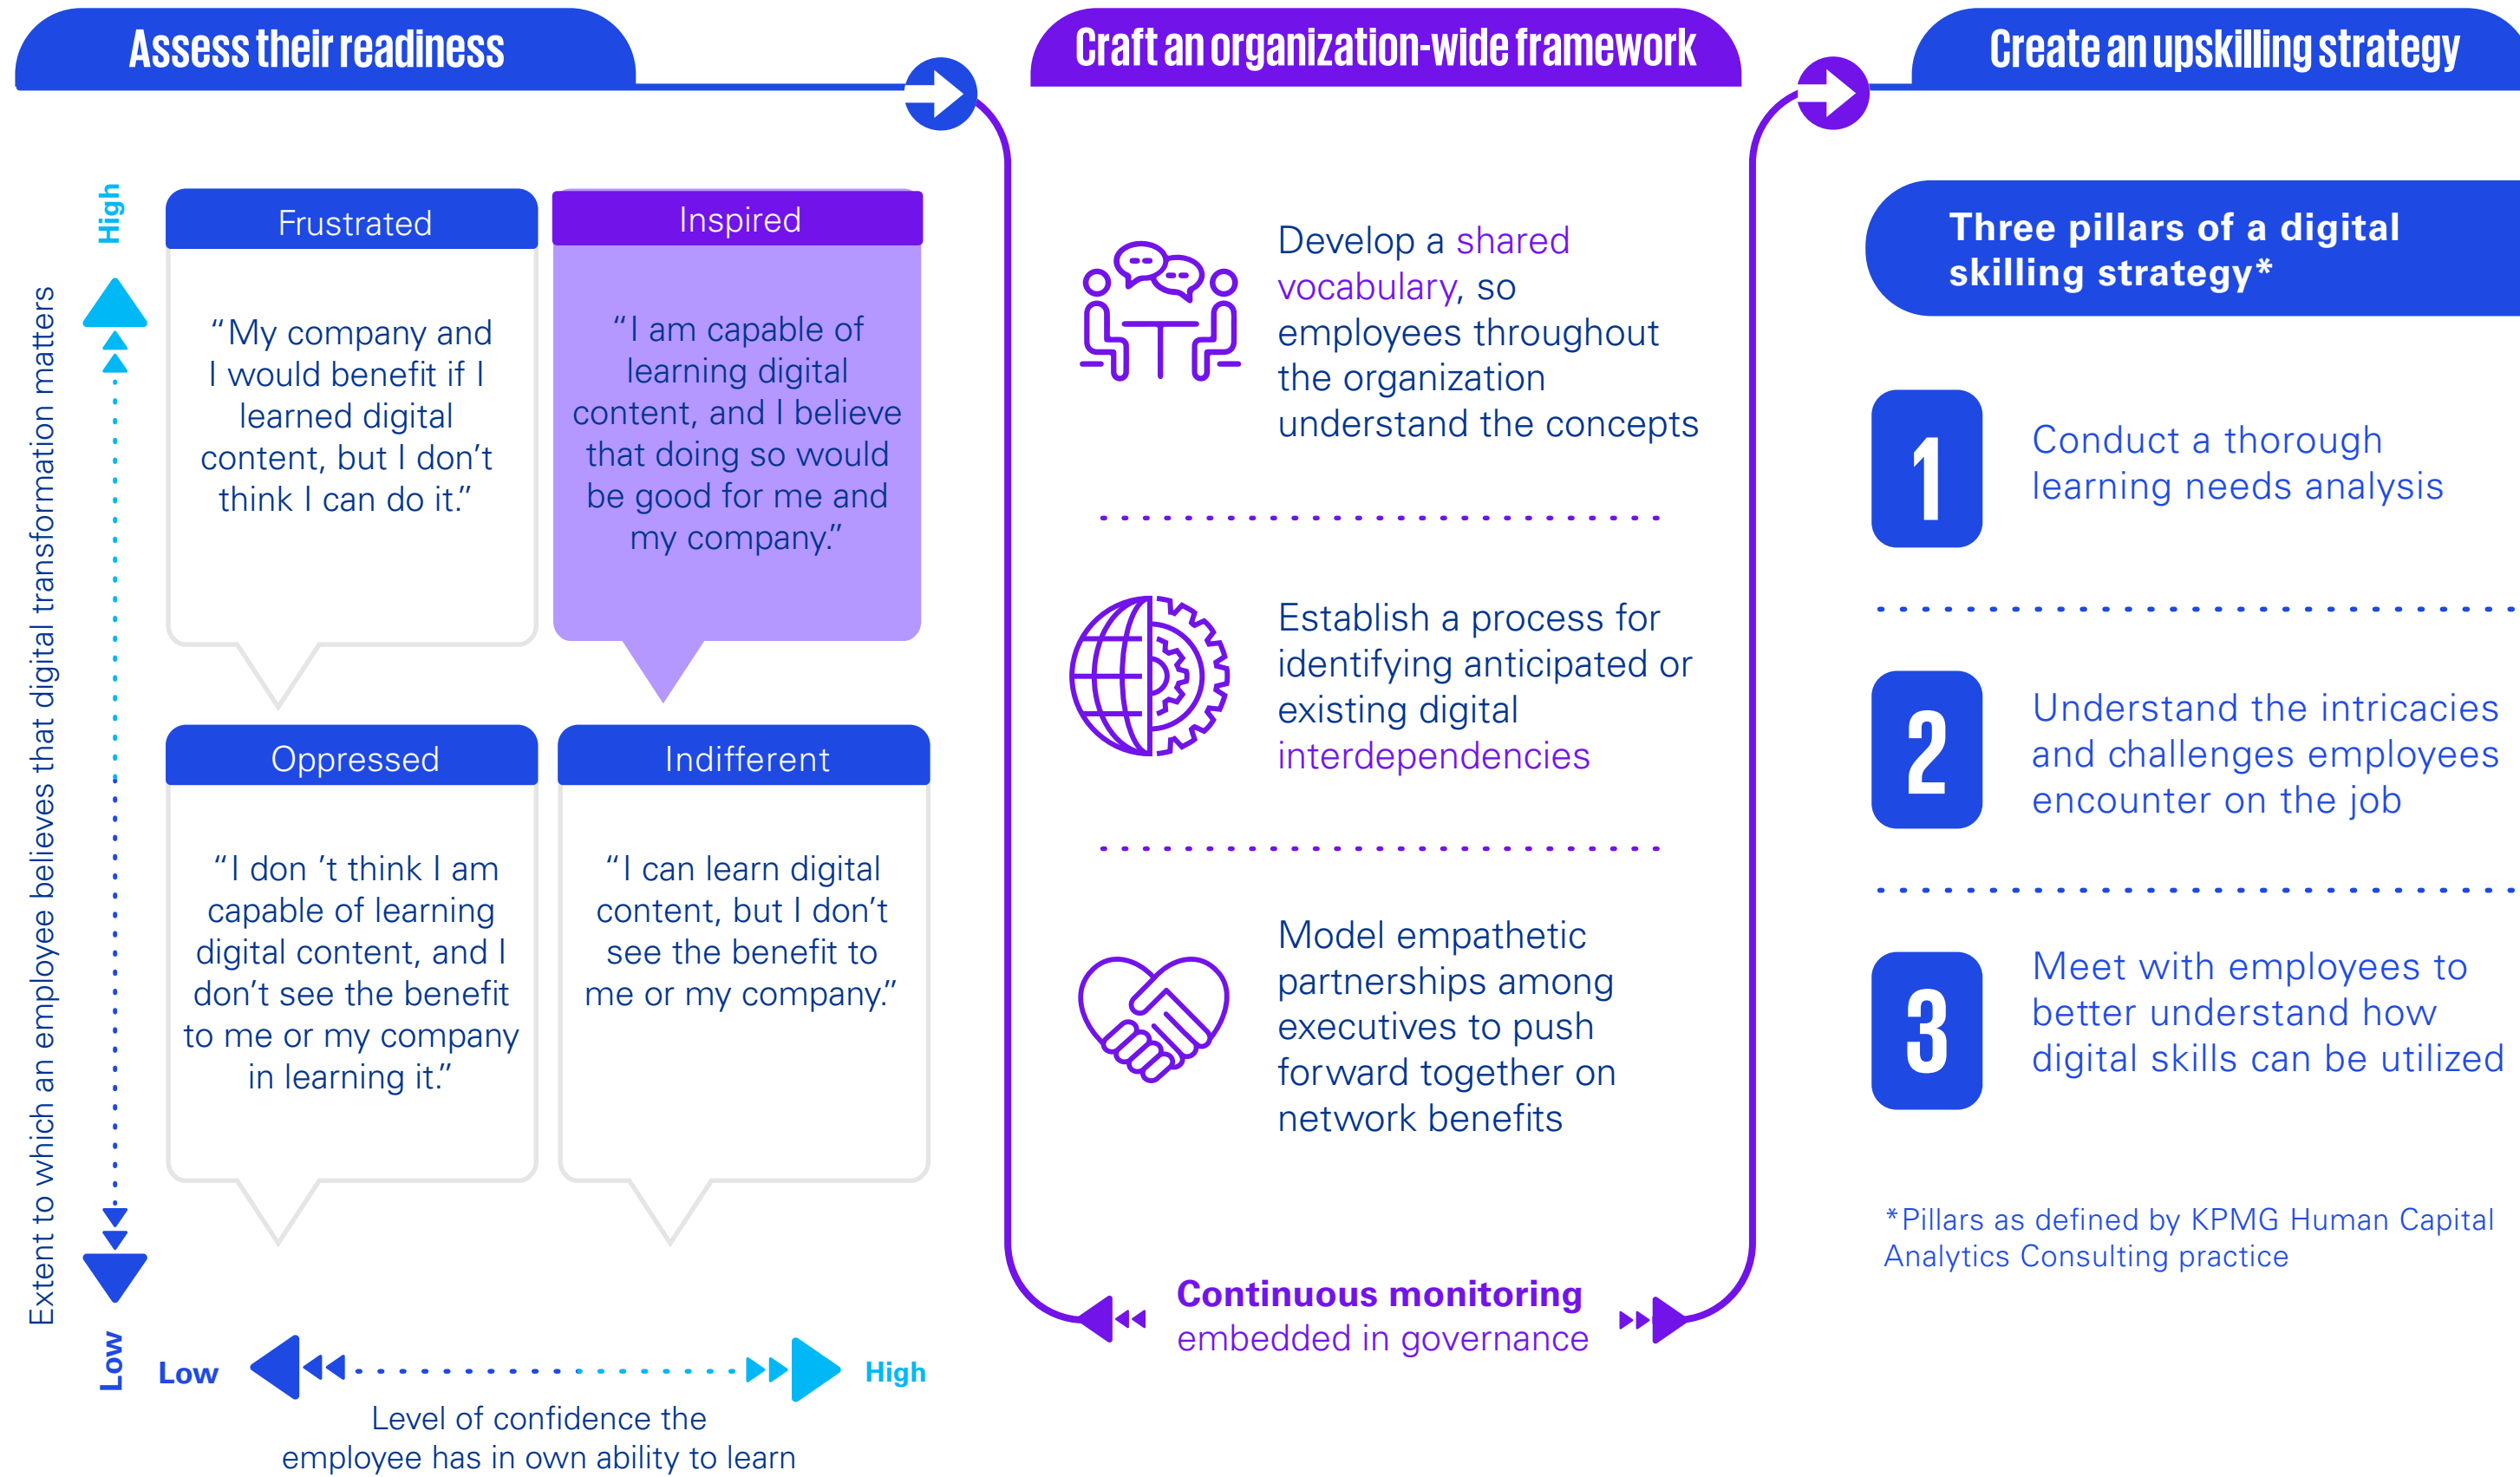 Assess their readiness
High
Extent to which an employee believes that digital transformation matters
Low
Frustrated
“My company and
I would benefit if I
learned digital
content, but I don’t
think I can do it.”
Inspired
“I am capable of
learning digital
content, and I believe
that doing so would
be good for me and
my company.”
Oppressed
“I don ’t think I am
capable of learning
digital content, and I
don’t see the benefit
to me or my company
in learning it.”
Indifferent
“I can learn digital
content, but I don’t
see the benefit to
me or my company.”
Low
High
Level of confidence the
employee has in own ability to learn
Craft an organization-wide framework
Develop a shared
vocabulary, so
employees throughout
the organization
understand the concepts
Establish a process for
identifying anticipated or
existing digital
interdependencies
Model empathetic
partnerships among
executives to push
forward together on
network benefits
Continuous monitoring
embedded in governance
Create an upskilling strategy
Three pillars of a digital
skilling strategy*
1
Conduct a thorough
learning needs analysis
2
Understand the intricacies
and challenges employees
encounter on the job
3
Meet with employees to
better understand how
digital skills can be utilized
*Pillars as defined by KPMG Human Capital
Analytics Consulting practice